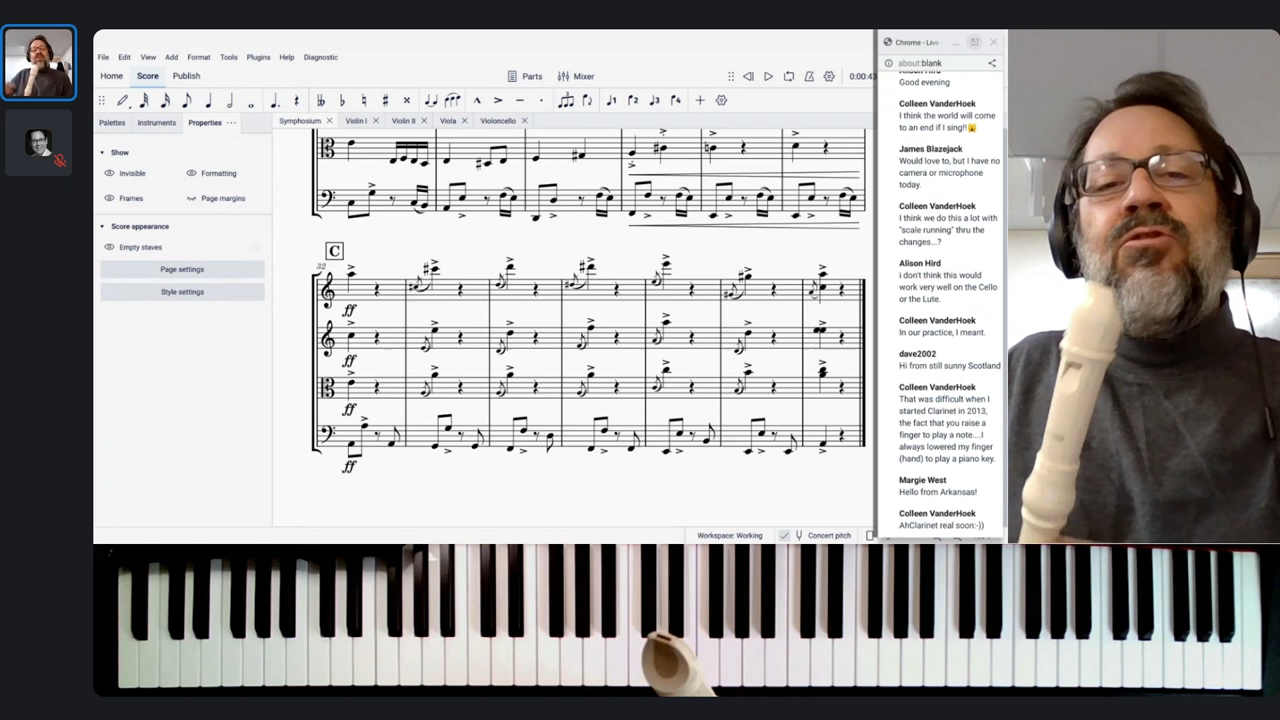 File Edit View Add Format Tools Plugins Help Diagnostic
Home Score Publish
Parts Mixer
0:00:43
1 2 3 4
Palettes Instruments Properties
Symphosium Violin I Violin II Viola Violoncello
Show
Invisible Formatting
Frames Page margins
Score appearance
Empty staves
Page settings
Style settings
C
32
ff
ff
ff
ff
Workspace: Working Concert pitch
Chrome - Live
about:blank
Alison Hird
Good evening
Colleen VanderHoek
I think the world will come
to an end if I sing!!🙀
James Blazejack
Would love to, but I have no
camera or microphone
today.
Colleen VanderHoek
I think we do this a lot with
"scale running" thru the
changes...?
Alison Hird
i don't think this would
work very well on the Cello
or the Lute.
Colleen VanderHoek
In our practice, I meant.
dave2002
Hi from still sunny Scotland
Colleen VanderHoek
That was difficult when I
started Clarinet in 2013,
the fact that you raise a
finger to play a note....I
always lowered my finger
(hand) to play a piano key.
Margie West
Hello from Arkansas!
Colleen VanderHoek
AhClarinet real soon:-))